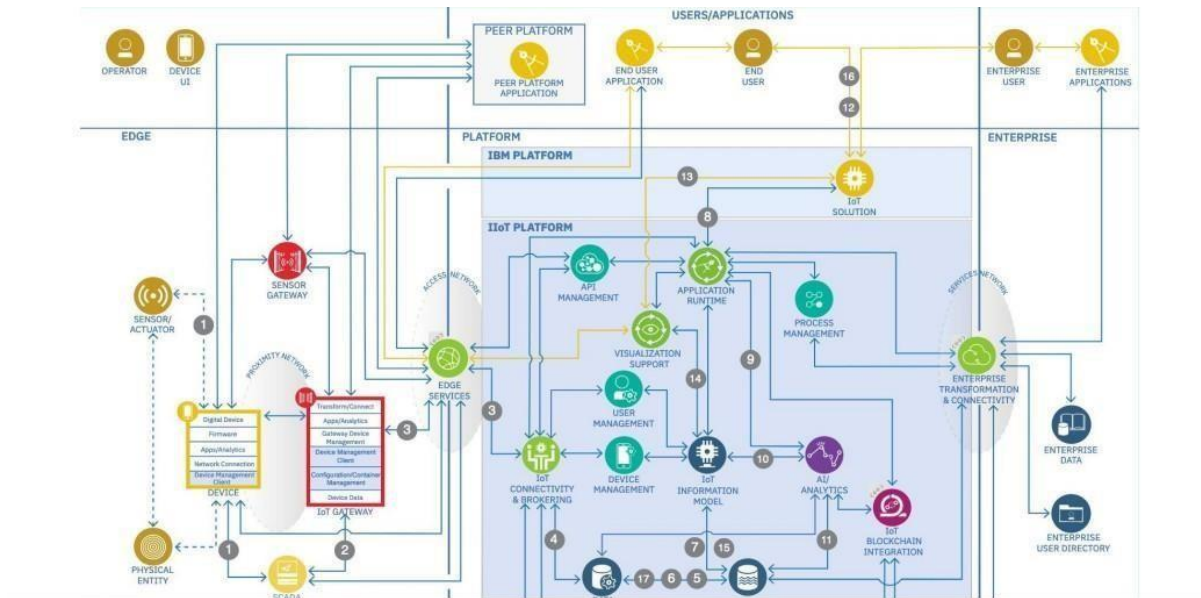 USERS/APPLICATIONS
OPERATOR
DEVICE
UI
PEER PLATFORM
PEER PLATFORM
APPLICATION
END USER
APPLICATION
END
USER
16
12
ENTERPRISE
USER
ENTERPRISE
APPLICATIONS
EDGE
PLATFORM
ENTERPRISE
IBM PLATFORM
13
IoT
SOLUTION
8
IIoT PLATFORM
SENSOR
GATEWAY
ACCESS NETWORK
API
MANAGEMENT
APPLICATION
RUNTIME
PROCESS
MANAGEMENT
SERVICES NETWORK
SENSOR/
ACTUATOR
1
PROXIMITY NETWORK
VISUALIZATION
SUPPORT
9
14
EDGE
SERVICES
ENTERPRISE
TRANSFORMATION
& CONNECTIVITY
Digital Device
Firmware
Apps/Analytics
Network Connection
Device Management
Client
DEVICE
Transform/Connect
Apps/Analytics
Gateway Device
Management
Device Management
Client
Configuration/Container
Management
Device Data
IoT GATEWAY
3
3
USER
MANAGEMENT
IoT
CONNECTIVITY
& BROKERING
DEVICE
MANAGEMENT
IoT
INFORMATION
MODEL
10
AI/
ANALYTICS
ENTERPRISE
DATA
IoT
BLOCKCHAIN
INTEGRATION
ENTERPRISE
USER DIRECTORY
PHYSICAL
ENTITY
1
2
4
7
15
11
17
6
5
SCADA